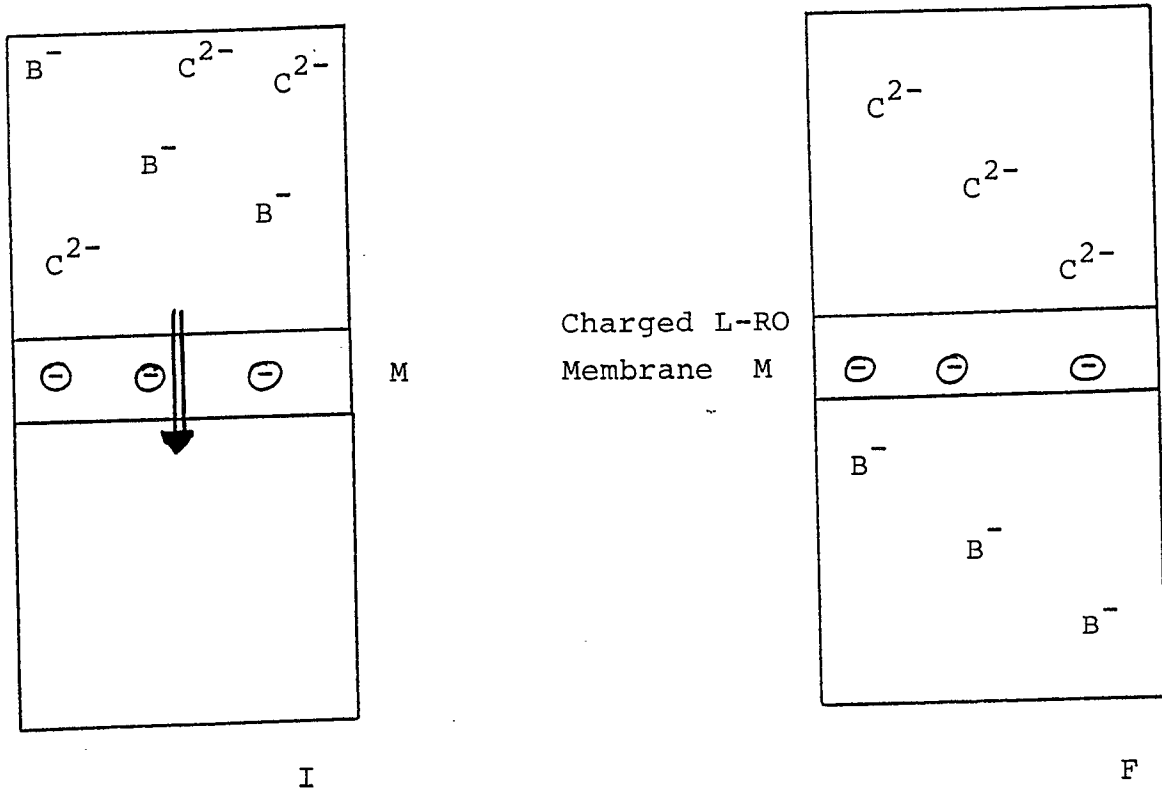 B⁻ C²⁻ C²⁻
B⁻
B⁻
C²⁻
⊖ ⊖ ⊖ M
I
C²⁻
C²⁻
C²⁻
Charged L-RO
Membrane M
⊖ ⊖ ⊖
B⁻
B⁻
B⁻
F